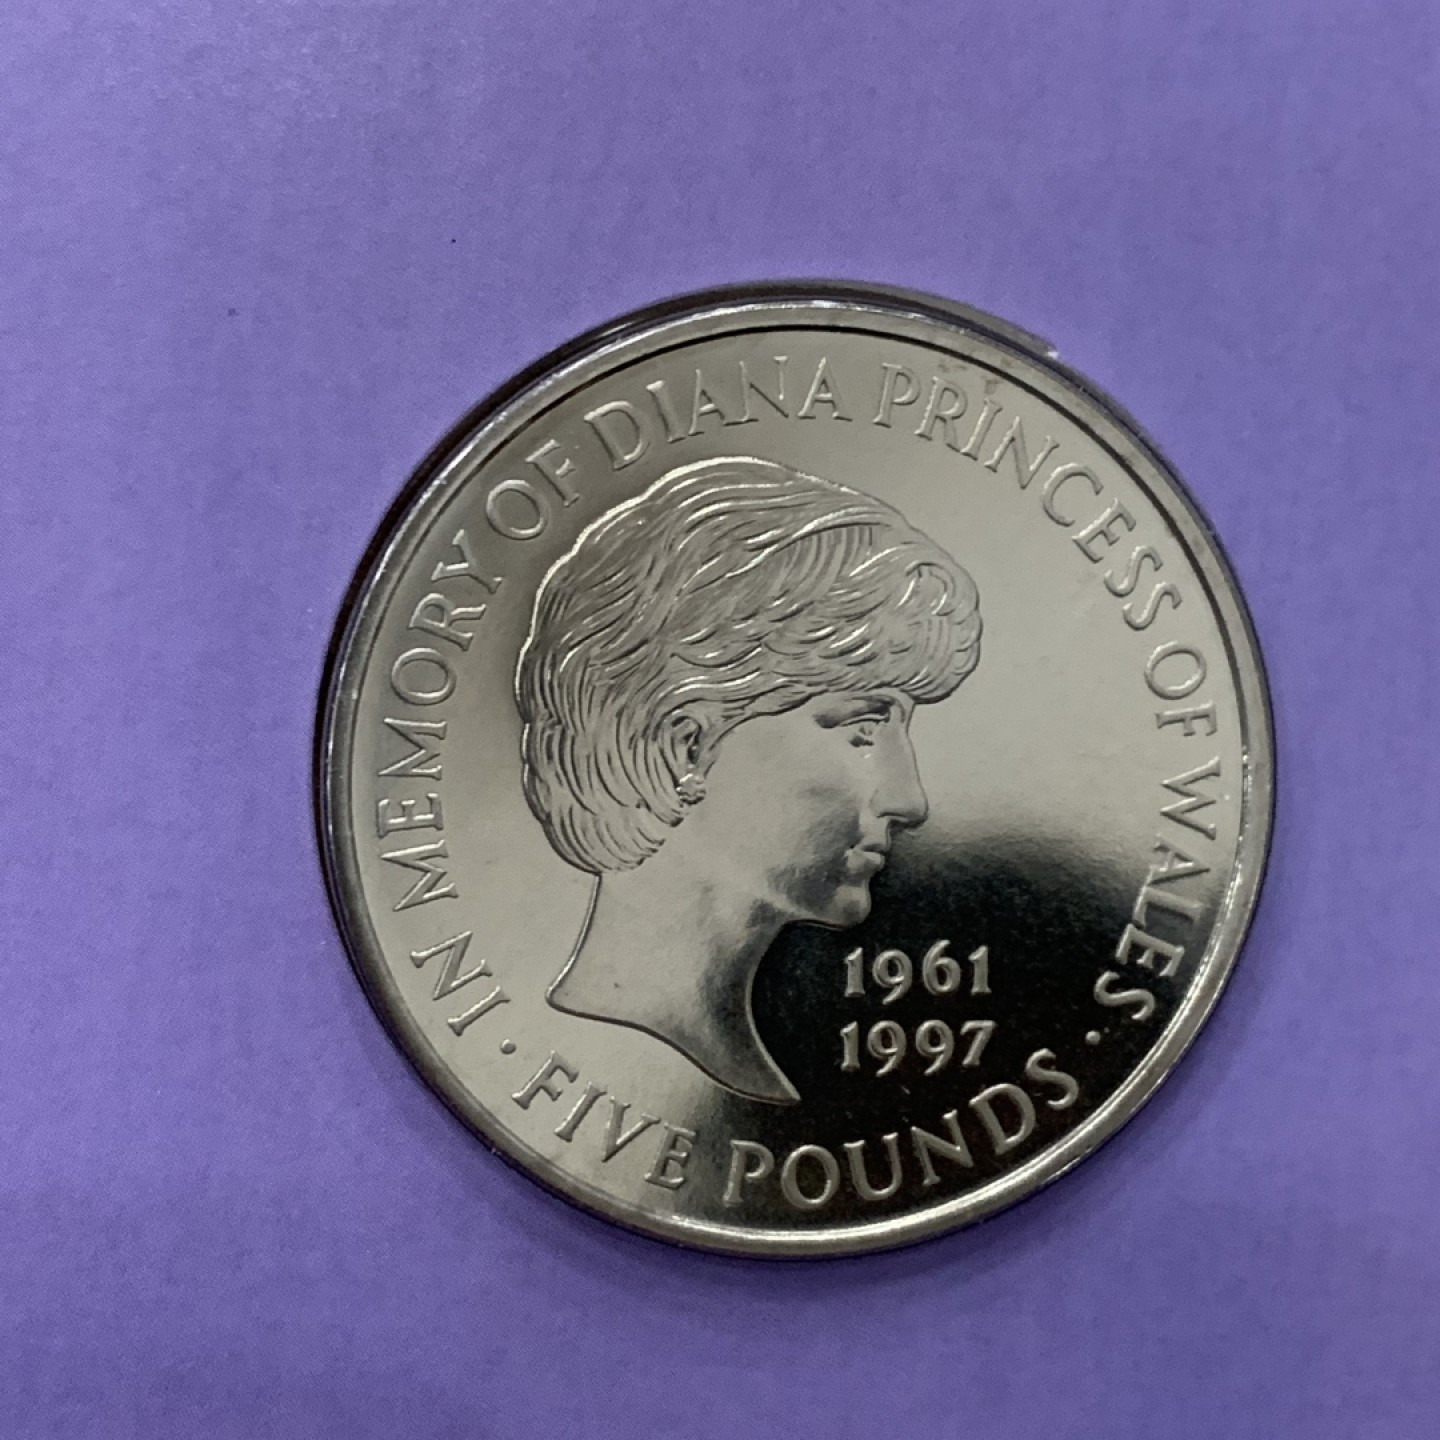 IN MEMORY OF DIANA PRINCESS OF WALES
1961
1997
· FIVE POUNDS ·